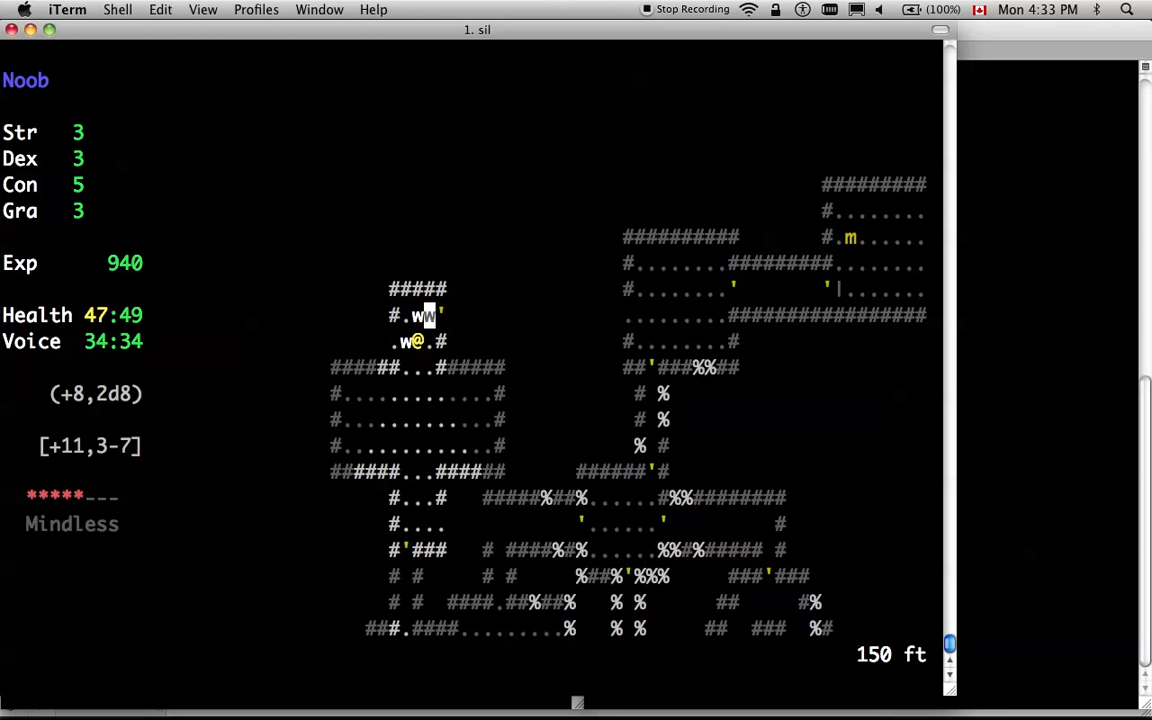 iTerm Shell Edit View Profiles Window Help Stop Recording (100%) Mon 4:33 PM
1. sil
Noob
Str 3
Dex 3
Con 5
Gra 3
Exp 940
Health 47:49
Voice 34:34
(+8,2d8)
[+11,3-7]
*****---
Mindless
#########
#........
########## #.m......
#........#########........
##### #........' '|.......
#.ww' .........################
.w@.# #........#
######...##### ##'###%%##
#............# # %
#............# # %
#............# % #
######...###### ######'#
#...# #####%##%......#%%########
#.... '......' #
#'### # ####%#%......%%#%##### #
# # # # %##%'%%% ###'###
# # ####.##%##% % % ## #%
###.####.........% % % ## ### %#
150 ft